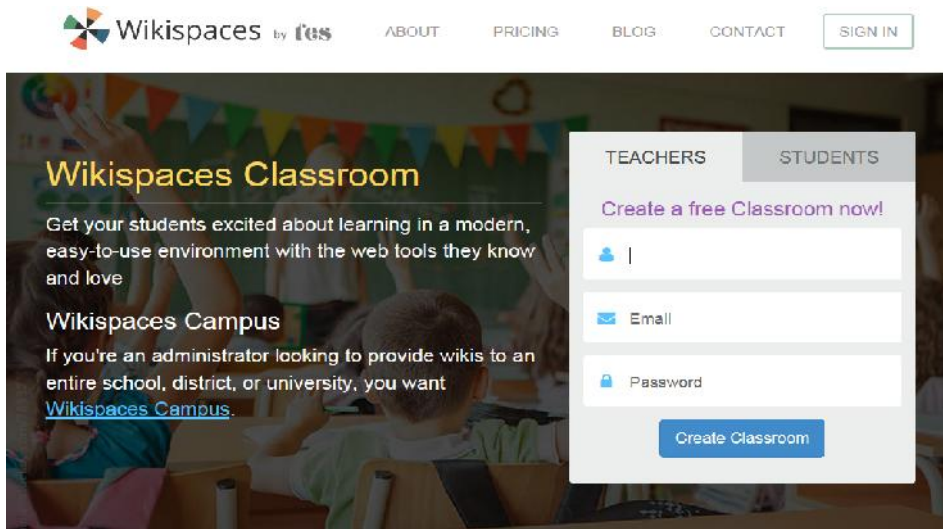 Wikispaces by tes ABOUT PRICING BLOG CONTACT SIGN IN
TEACHERS STUDENTS
Wikispaces Classroom
Get your students excited about learning in a modern,
easy-to-use environment with the web tools they know
and love
Wikispaces Campus
If you're an administrator looking to provide wikis to an
entire school, district, or university, you want
Wikispaces Campus.
Create a free Classroom now!
Email
Password
Create Classroom